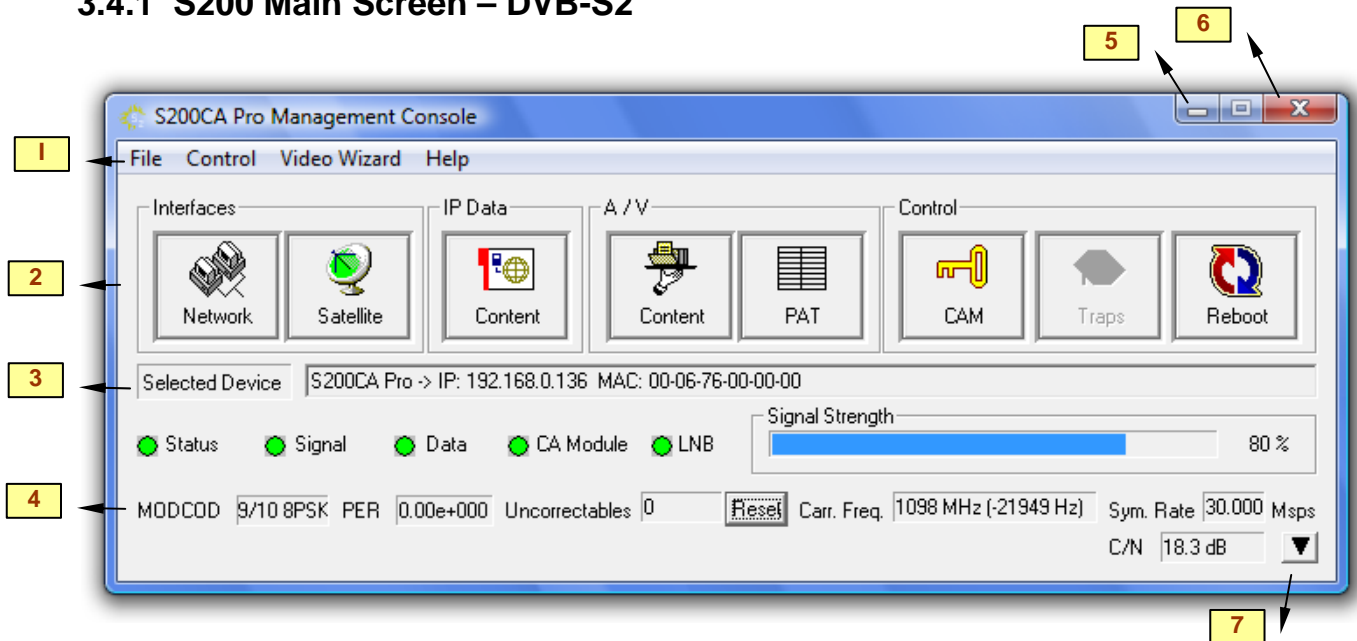 3.4.1 S200 Main Screen – DVB-S2
5
6
S200CA Pro Management Console
I
File Control Video Wizard Help
Interfaces IP Data A / V Control
2
Network Satellite Content Content PAT CAM Traps Reboot
3
Selected Device S200CA Pro -> IP: 192.168.0.136 MAC: 00-06-76-00-00-00
Signal Strength
Status Signal Data CA Module LNB 80 %
4
MODCOD 9/10 8PSK PER 0.00e+000 Uncorrectables 0 Reset Carr. Freq. 1098 MHz (-21949 Hz) Sym. Rate 30.000 Msps
C/N 18.3 dB
7